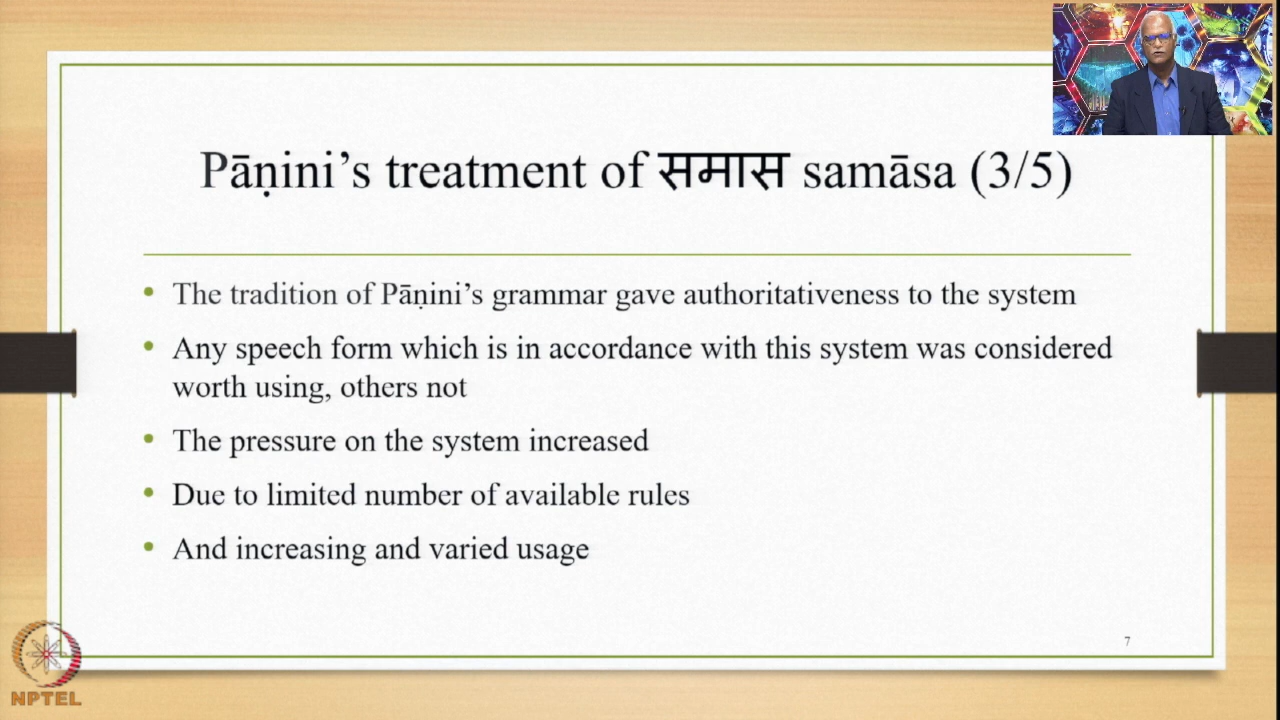 Pāṇini’s treatment of समास samāsa (3/5)
• The tradition of Pāṇini’s grammar gave authoritativeness to the system
• Any speech form which is in accordance with this system was considered
worth using, others not
• The pressure on the system increased
• Due to limited number of available rules
• And increasing and varied usage
7
NPTEL